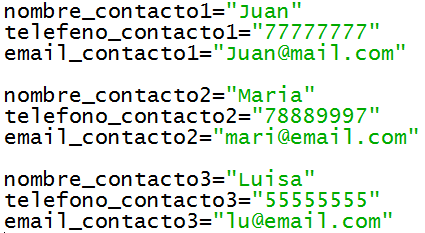 nombre_contacto1="Juan"
telefeno_contacto1="77777777"
email_contacto1="Juan@mail.com"
nombre_contacto2="Maria"
telefono_contacto2="78889997"
email_contacto2="mari@email.com"
nombre_contacto3="Luisa"
telefono_contacto3="55555555"
email_contacto3="lu@email.com"